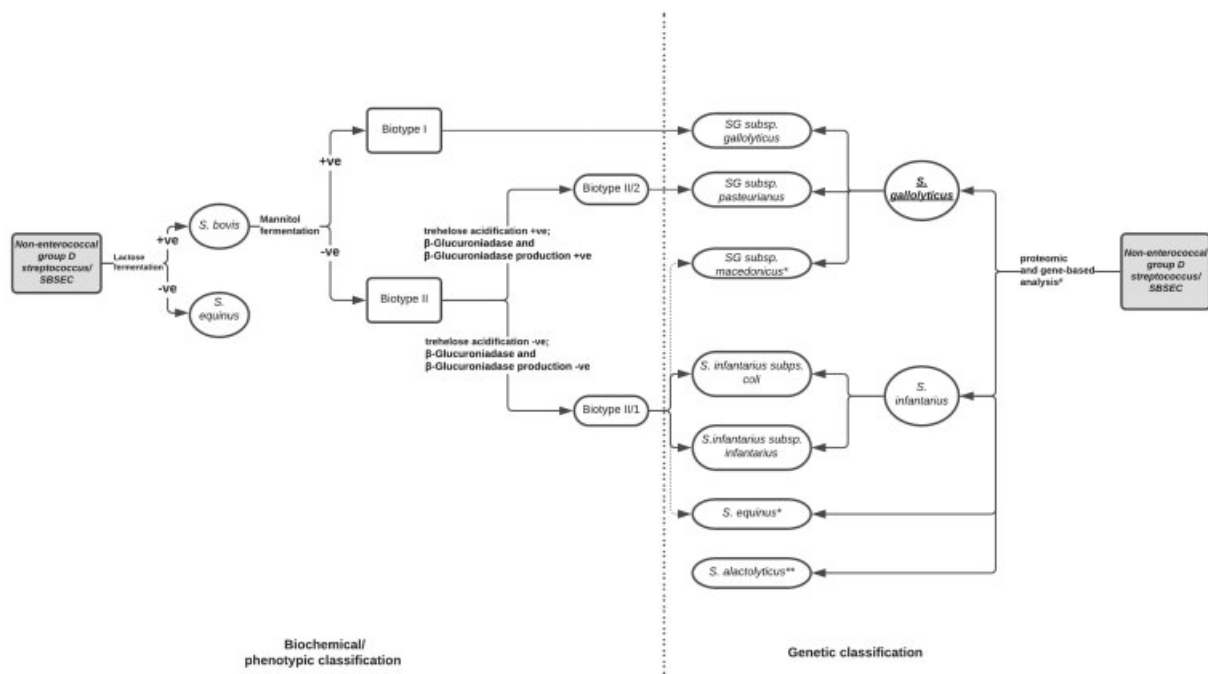 Non-enterococcal
group D
streptococcus/
SBSEC
Lactose
fermentation
+ve
-ve
S. bovis
S.
equinus
Mannitol
fermentation
+ve
-ve
Biotype I
Biotype II
trehelose acidification +ve;
β-Glucuroniadase and
β-Glucuroniadase production +ve
trehelose acidification -ve;
β-Glucuroniadase and
β-Glucuroniadase production -ve
Biotype II/2
Biotype II/1
SG subsp.
gallolyticus
SG subsp.
pasteurianus
SG subsp.
macedonicus*
S. infantarius subps.
coli
S.infantarius subsp.
infantarius
S. equinus*
S. alactolyticus**
S.
gallolyticus
S.
infantarius
proteomic
and gene-based
analysis#
Non-enterococcal
group D
streptococcus/
SBSEC
Biochemical/
phenotypic classification
Genetic classification